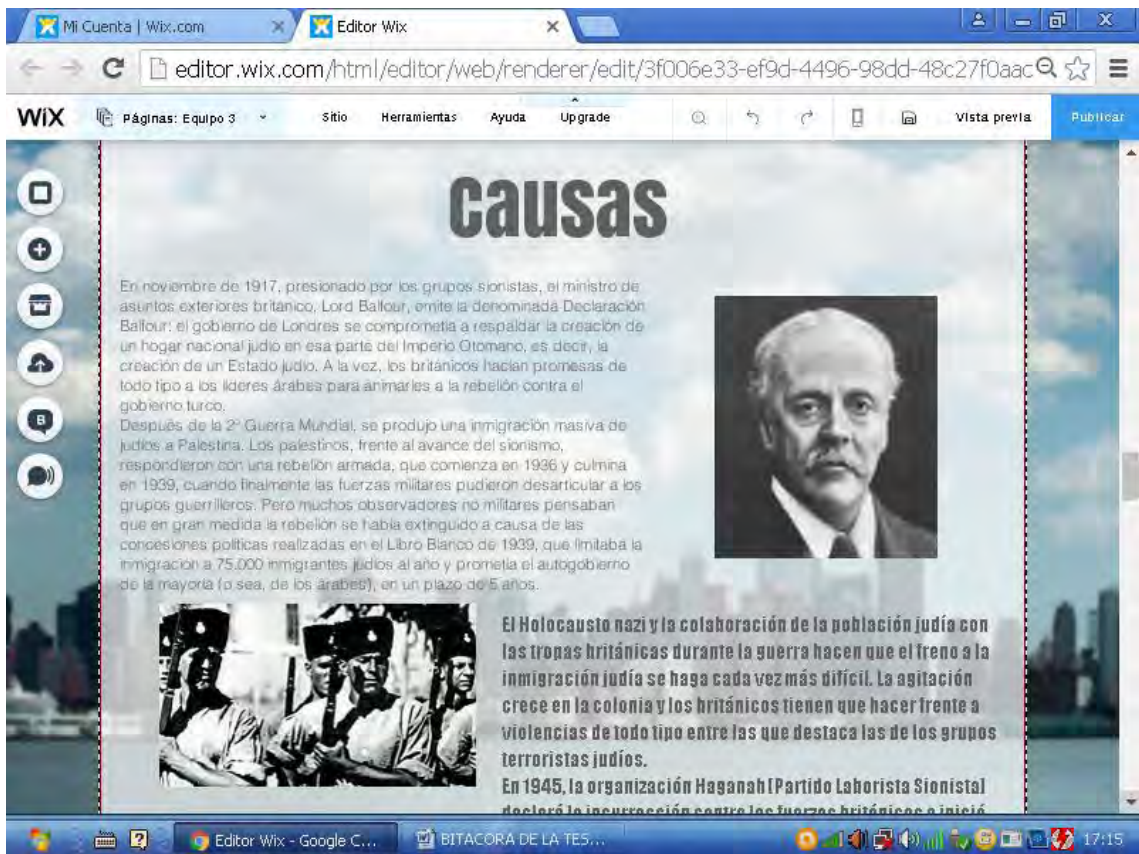 Mi Cuenta | Wix.com
Editor Wix
editor.wix.com/html/editor/web/renderer/edit/3f006e33-ef9d-4496-98dd-48c27f0aac
WiX
Páginas: Equipo 3
Sitio
Herramientas
Ayuda
Upgrade
Vista previa
Publicar
Causas
En noviembre de 1917, presionado por los grupos sionistas, el ministro de
asuntos exteriores británico, Lord Balfour, emite la denominada Declaración
Balfour: el gobierno de Londres se comprometía a respaldar la creación de
un hogar nacional judío en esa parte del Imperio Otomano, es decir, la
creación de un Estado judío. A la vez, los británicos hacían promesas de
todo tipo a los líderes árabes para animarles a la rebelión contra el
gobierno turco.
Después de la 2ª Guerra Mundial, se produjo una inmigración masiva de
judíos a Palestina. Los palestinos, frente al avance del sionismo,
respondieron con una rebelión armada, que comienza en 1936 y culmina
en 1939, cuando finalmente las fuerzas militares pudieron desarticular a los
grupos guerrilleros. Pero muchos observadores no militares pensaban
que en gran medida la rebelión se había extinguido a causa de las
concesiones políticas realizadas en el Libro Blanco de 1939, que limitaba la
inmigración a 75.000 inmigrantes judíos al año y prometía el autogobierno
de la mayoría (o sea, de los árabes), en un plazo de 5 años.
El Holocausto nazi y la colaboración de la población judía con
las tropas británicas durante la guerra hacen que el freno a la
inmigración judía se haga cada vez más difícil. La agitación
crece en la colonia y los británicos tienen que hacer frente a
violencias de todo tipo entre las que destaca las de los grupos
terroristas judíos.
En 1945, la organización Haganah [Partido Laborista Sionista]
declaró la insurrección contra las fuerzas británicas e inició
Editor Wix - Google C...
BITACORA DE LA TES...
17:15